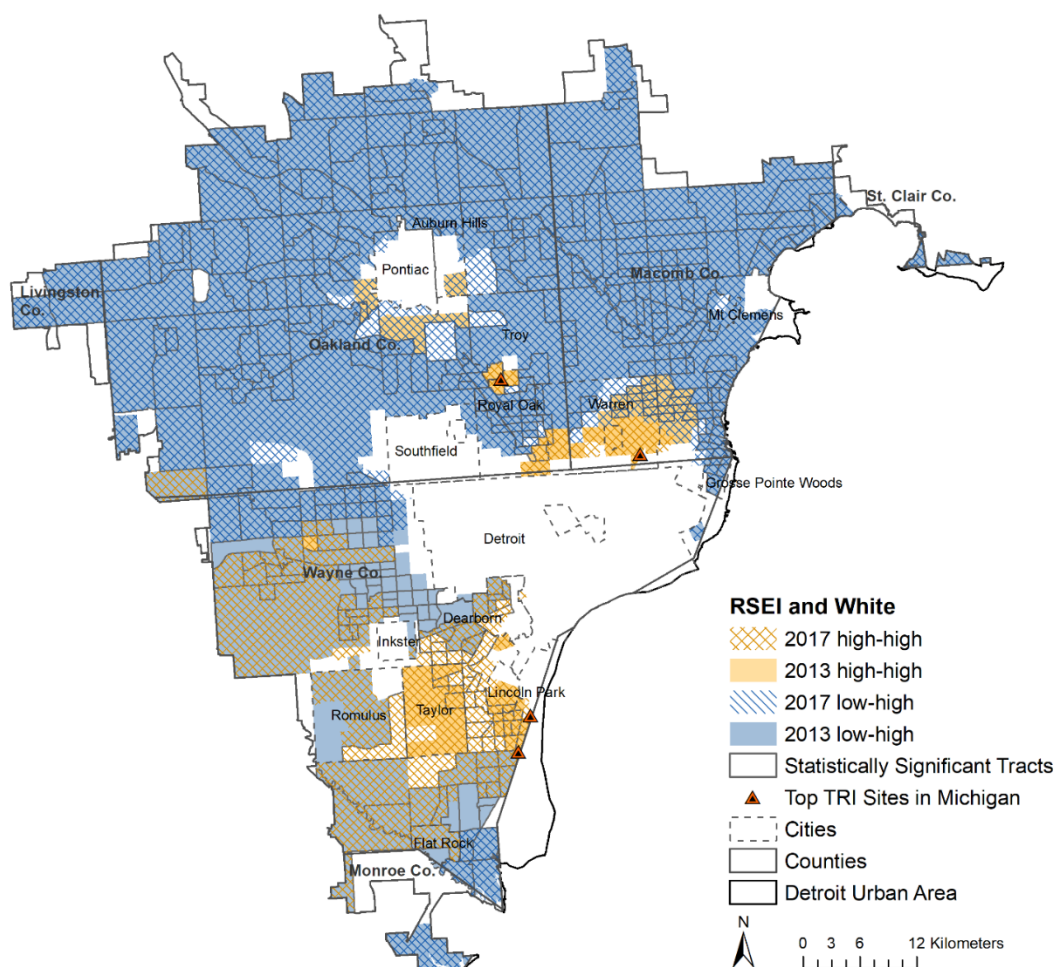 St. Clair Co.
Auburn Hills
Pontiac
Macomb Co.
Livingston
Co.
Mt Clemens
Troy
Oakland Co.
Royal Oak
Warren
Southfield
Grosse Pointe Woods
Detroit
Wayne Co.
Dearborn
Inkster
Lincoln Park
Romulus
Taylor
Flat Rock
Monroe Co.
RSEI and White
2017 high-high
2013 high-high
2017 low-high
2013 low-high
Statistically Significant Tracts
Top TRI Sites in Michigan
Cities
Counties
Detroit Urban Area
N
0 3 6 12 Kilometers